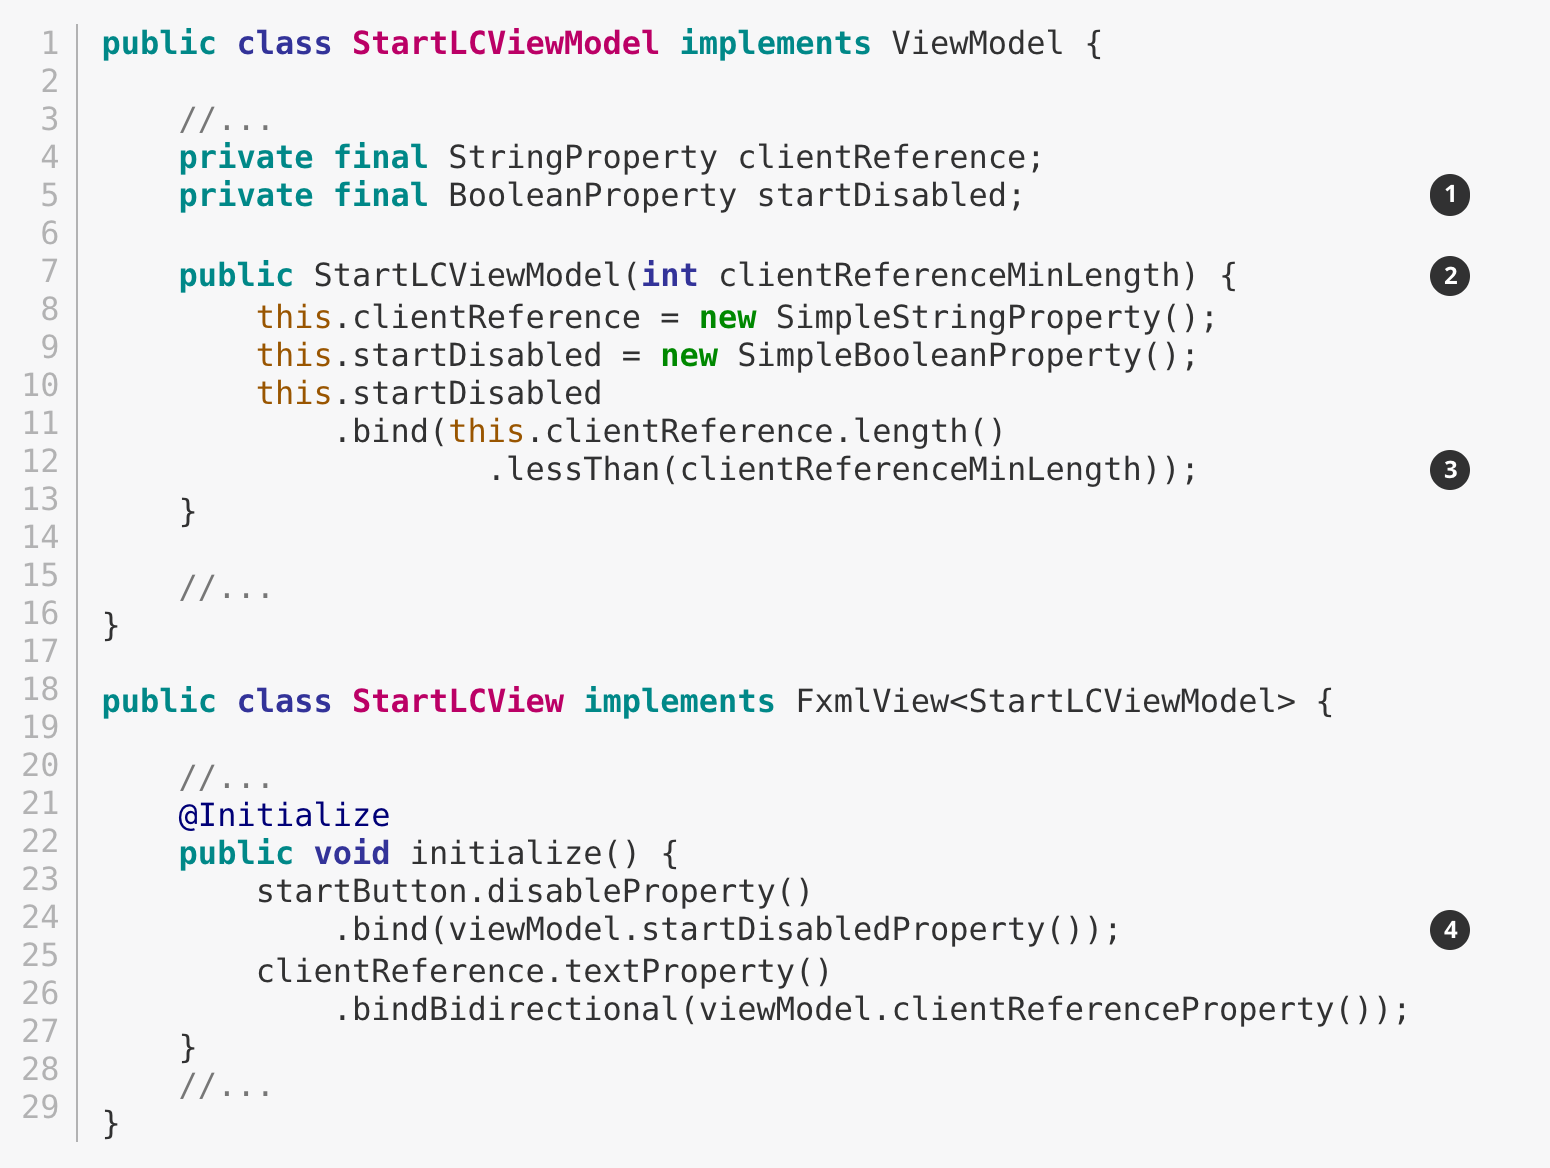 1 public class StartLCViewModel implements ViewModel {
2
3 //...
4 private final StringProperty clientReference;
5 private final BooleanProperty startDisabled; 1
6
7 public StartLCViewModel(int clientReferenceMinLength) { 2
8 this.clientReference = new SimpleStringProperty();
9 this.startDisabled = new SimpleBooleanProperty();
10 this.startDisabled
11 .bind(this.clientReference.length()
12 .lessThan(clientReferenceMinLength)); 3
13 }
14
15 //...
16 }
17
18 public class StartLCView implements FxmlView<StartLCViewModel> {
19
20 //...
21 @Initialize
22 public void initialize() {
23 startButton.disableProperty()
24 .bind(viewModel.startDisabledProperty()); 4
25 clientReference.textProperty()
26 .bindBidirectional(viewModel.clientReferenceProperty());
27 }
28 //...
29 }